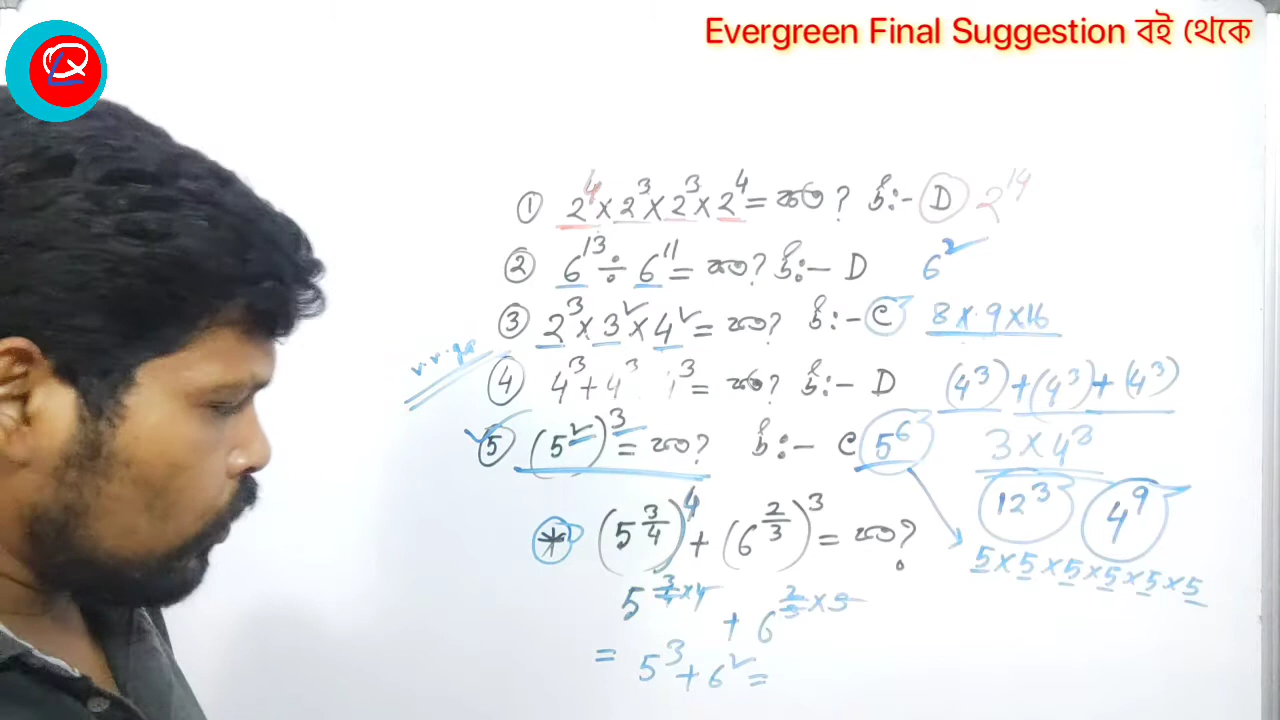 Evergreen Final Suggestion বই থেকে
① 2⁴ × 2³ × 2³ × 2⁴ = কত? উঃ- D 2¹⁴
② 6¹³ ÷ 6¹¹ = কত? উঃ- D 6²
③ 2³ × 3² × 4² = কত? উঃ- C 8 × 9 × 16
④ 4³ + 4³ ³ = কত? উঃ- D (4³) + (4³) + (4³)
⑤ (5²)³ = কত? উঃ- C 5⁶ 3 × 4³
12³ 4⁹
* (5^(3/4))⁴ + (6^(2/3))³ = কত?
5 × 5 × 5 × 5 × 5 × 5
5^(3/4 × 4) + 6^(2/3 × 3)
= 5³ + 6² =